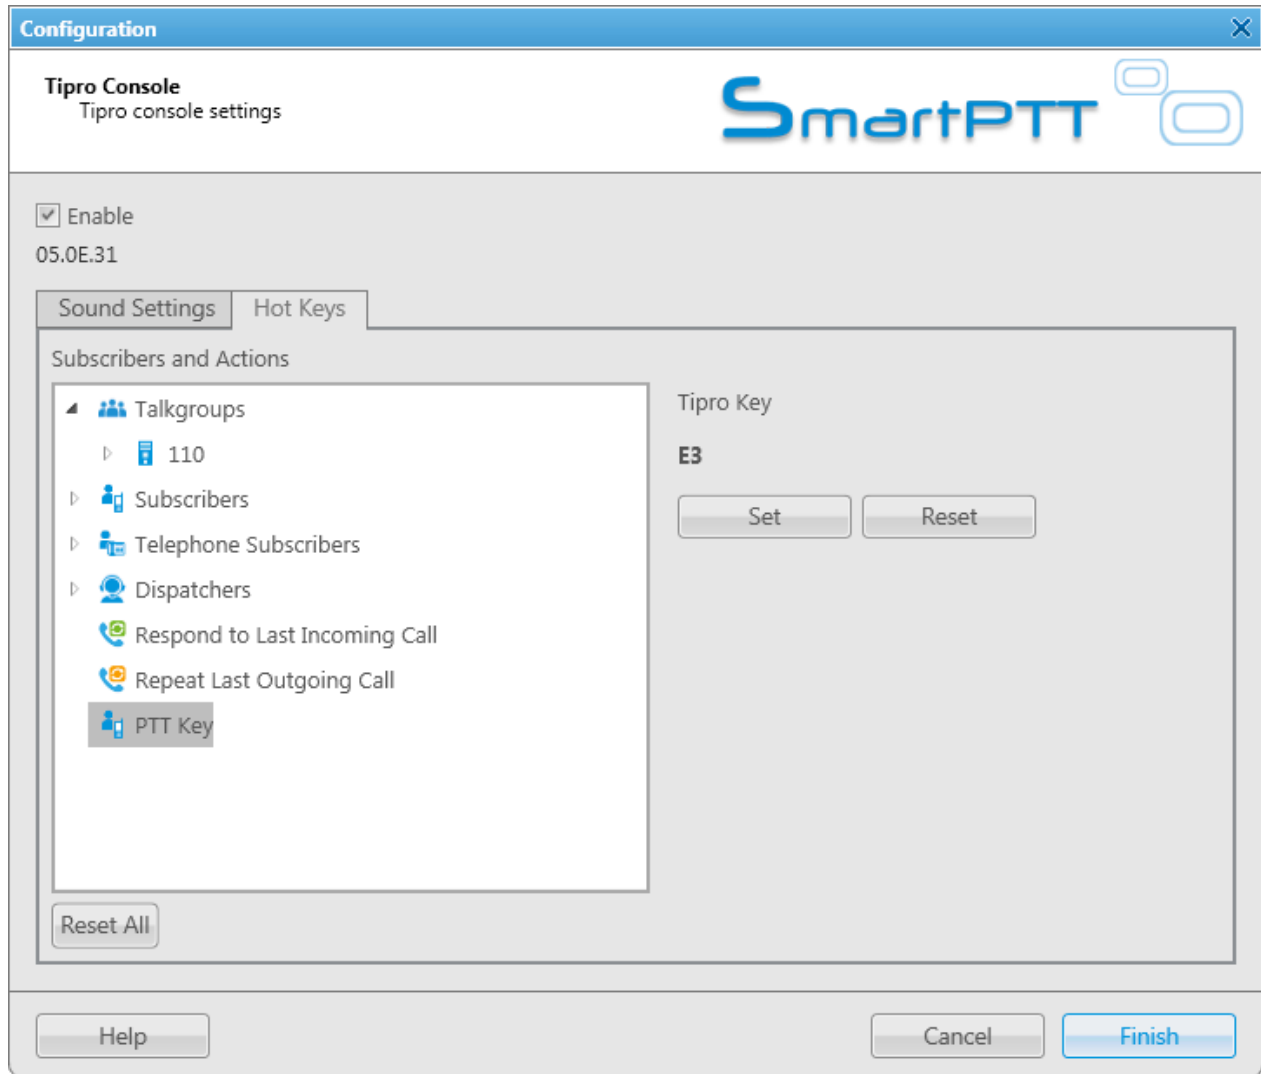 Configuration
Tipro Console
Tipro console settings
SmartPTT
Enable
05.0E.31
Sound Settings
Hot Keys
Subscribers and Actions
Talkgroups
110
Subscribers
Telephone Subscribers
Dispatchers
Respond to Last Incoming Call
Repeat Last Outgoing Call
PTT Key
Tipro Key
E3
Set
Reset
Reset All
Help
Cancel
Finish